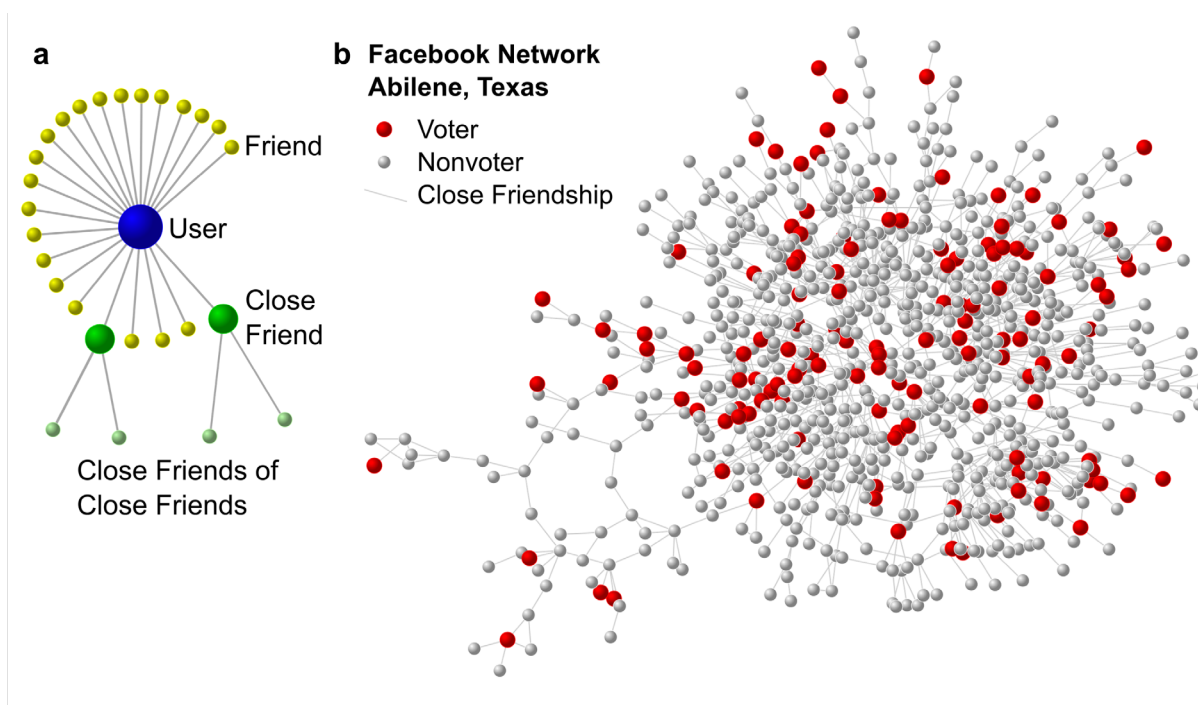 a
Friend
User
Close
Friend
Close Friends of
Close Friends
b Facebook Network
Abilene, Texas
Voter
Nonvoter
Close Friendship